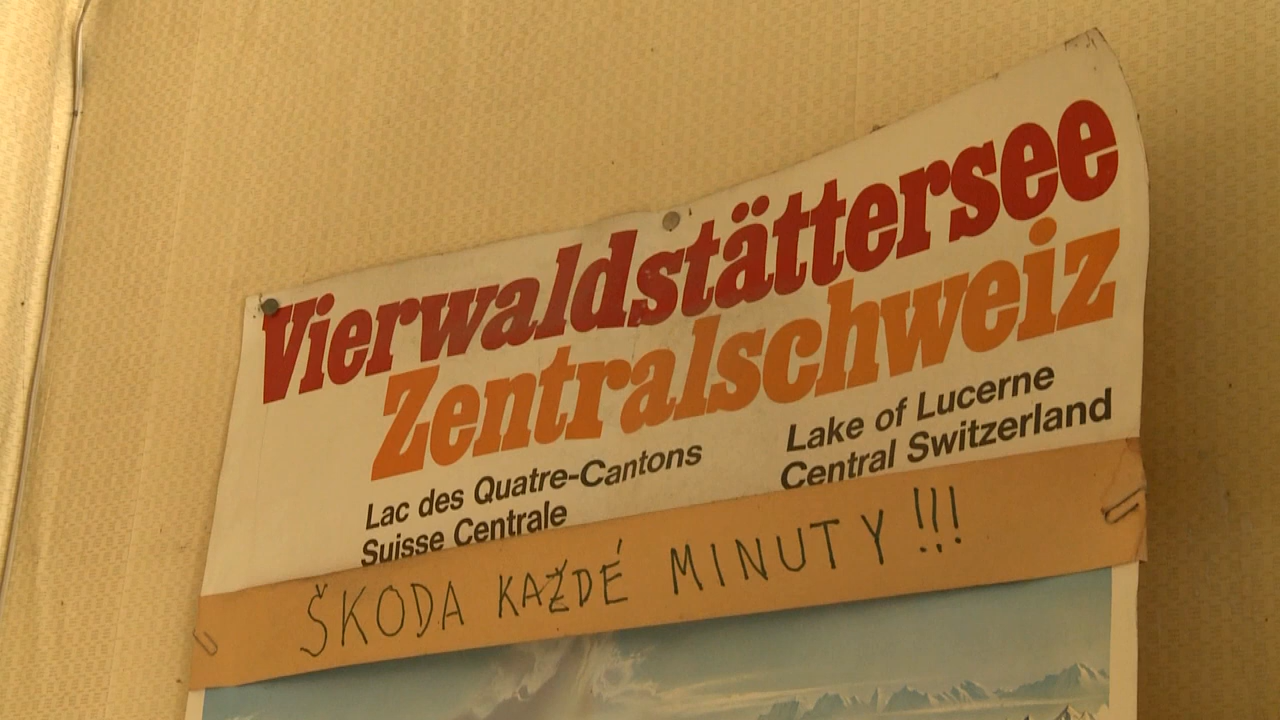 Vierwaldstättersee
Zentralschweiz
Lac des Quatre-Cantons
Suisse Centrale
Lake of Lucerne
Central Switzerland
ŠKODA KAŽDÉ MINUTY!!!